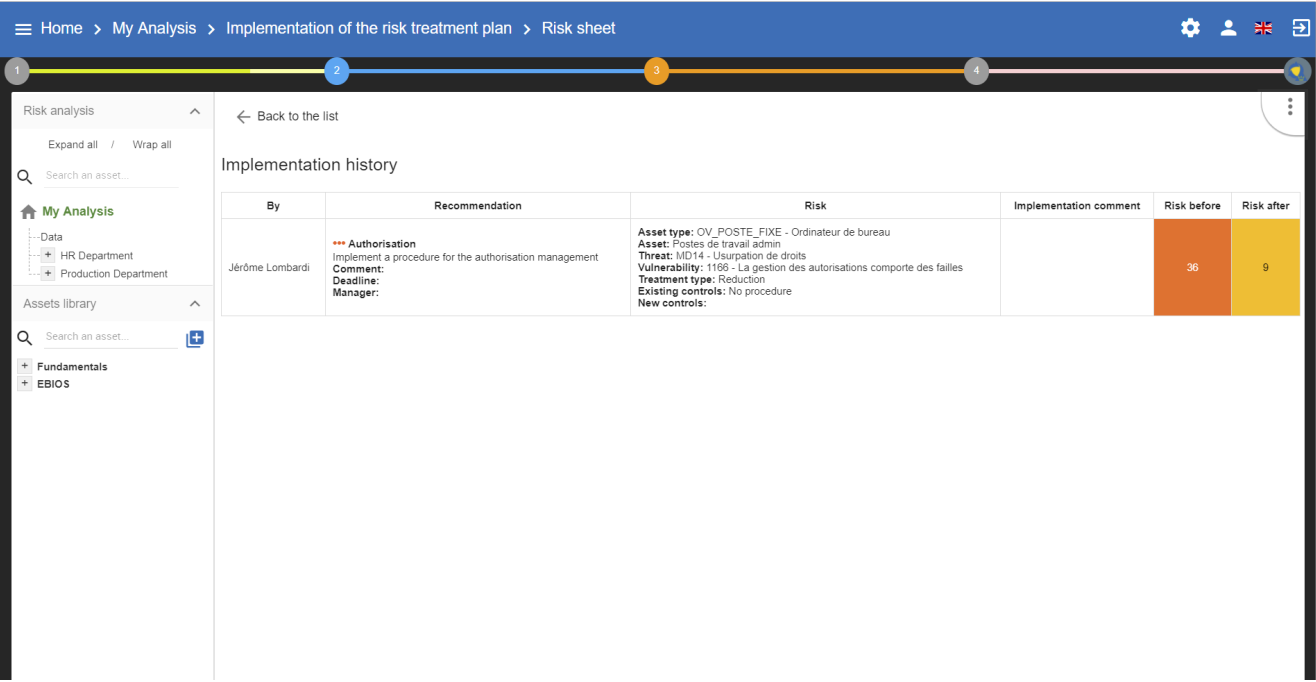 Home > My Analysis > Implementation of the risk treatment plan > Risk sheet
1 2 3 4
Risk analysis
Expand all / Wrap all
Search an asset...
My Analysis
Data
+ HR Department
+ Production Department
Assets library
Search an asset...
+ Fundamentals
+ EBIOS
Back to the list
Implementation history
By Recommendation Risk Implementation comment Risk before Risk after
Jérôme Lombardi
••• Authorisation
Implement a procedure for the authorisation management
Comment:
Deadline:
Manager:
Asset type: OV_POSTE_FIXE - Ordinateur de bureau
Asset: Postes de travail admin
Threat: MD14 - Usurpation de droits
Vulnerability: 1166 - La gestion des autorisations comporte des failles
Treatment type: Reduction
Existing controls: No procedure
New controls:
36
9